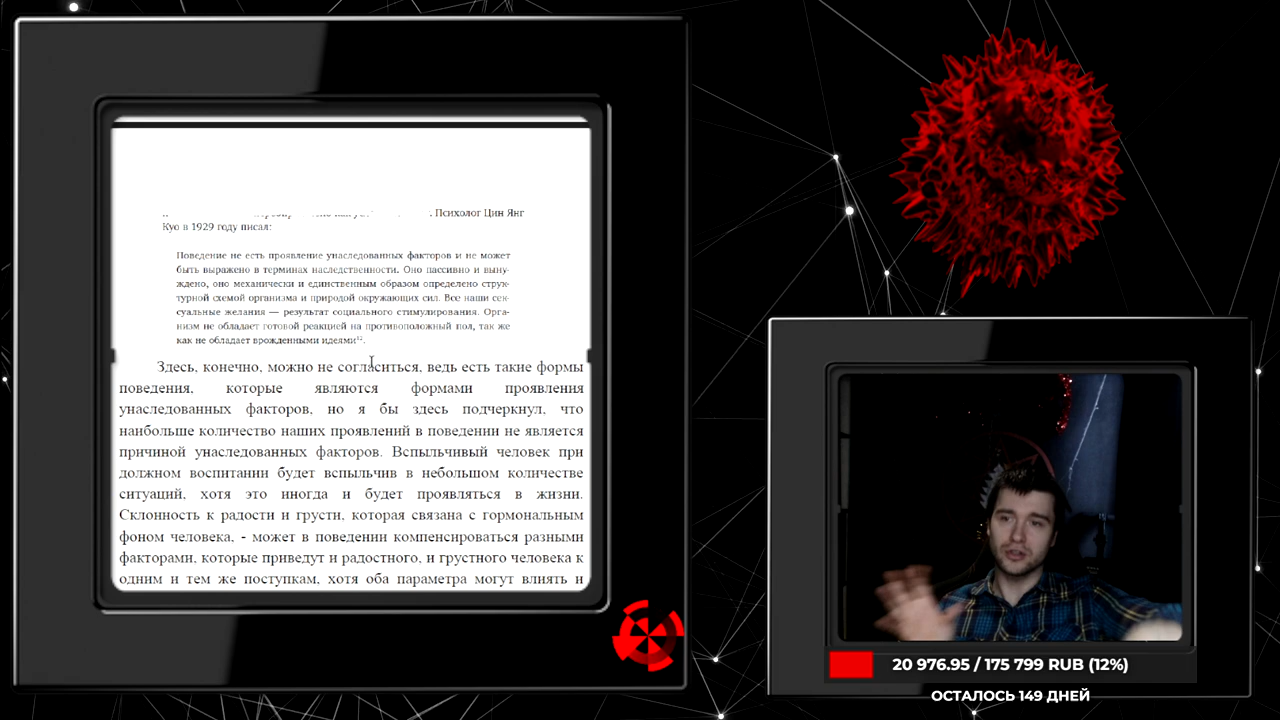 . Психолог Цин Янг
Куо в 1929 году писал:
Поведение не есть проявление унаследованных факторов и не может
быть выражено в терминах наследственности. Оно пассивно и выну-
ждено, оно механически и единственным образом определено струк-
турной схемой организма и природой окружающих сил. Все наши сек-
суальные желания — результат социального стимулирования. Орга-
низм не обладает готовой реакцией на противоположный пол, так же
как не обладает врожденными идеями¹².
Здесь, конечно, можно не согласиться, ведь есть такие формы
поведения, которые являются формами проявления
унаследованных факторов, но я бы здесь подчеркнул, что
наибольше количество наших проявлений в поведении не является
причиной унаследованных факторов. Вспыльчивый человек при
должном воспитании будет вспыльчив в небольшом количестве
ситуаций, хотя это иногда и будет проявляться в жизни.
Склонность к радости и грусти, которая связана с гормональным
фоном человека, - может в поведении компенсироваться разными
факторами, которые приведут и радостного, и грустного человека к
одним и тем же поступкам, хотя оба параметра могут влиять и
20 976.95 / 175 799 RUB (12%)
ОСТАЛОСЬ 149 ДНЕЙ